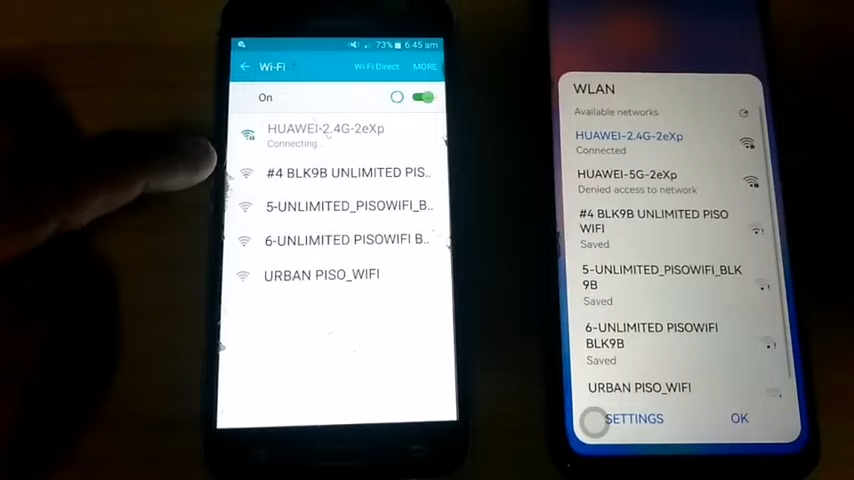 73% 6:45 am
Wi-Fi Wi-Fi Direct MORE
On
HUAWEI-2.4G-2eXp
Connecting...
#4 BLK9B UNLIMITED PIS..
5-UNLIMITED_PISOWIFI_B..
6-UNLIMITED PISOWIFI B..
URBAN PISO_WIFI
WLAN
Available networks
HUAWEI-2.4G-2eXp
Connected
HUAWEI-5G-2eXp
Denied access to network
#4 BLK9B UNLIMITED PISO
WIFI
Saved
5-UNLIMITED_PISOWIFI_BLK
9B
Saved
6-UNLIMITED PISOWIFI
BLK9B
Saved
URBAN PISO_WIFI
SETTINGS OK